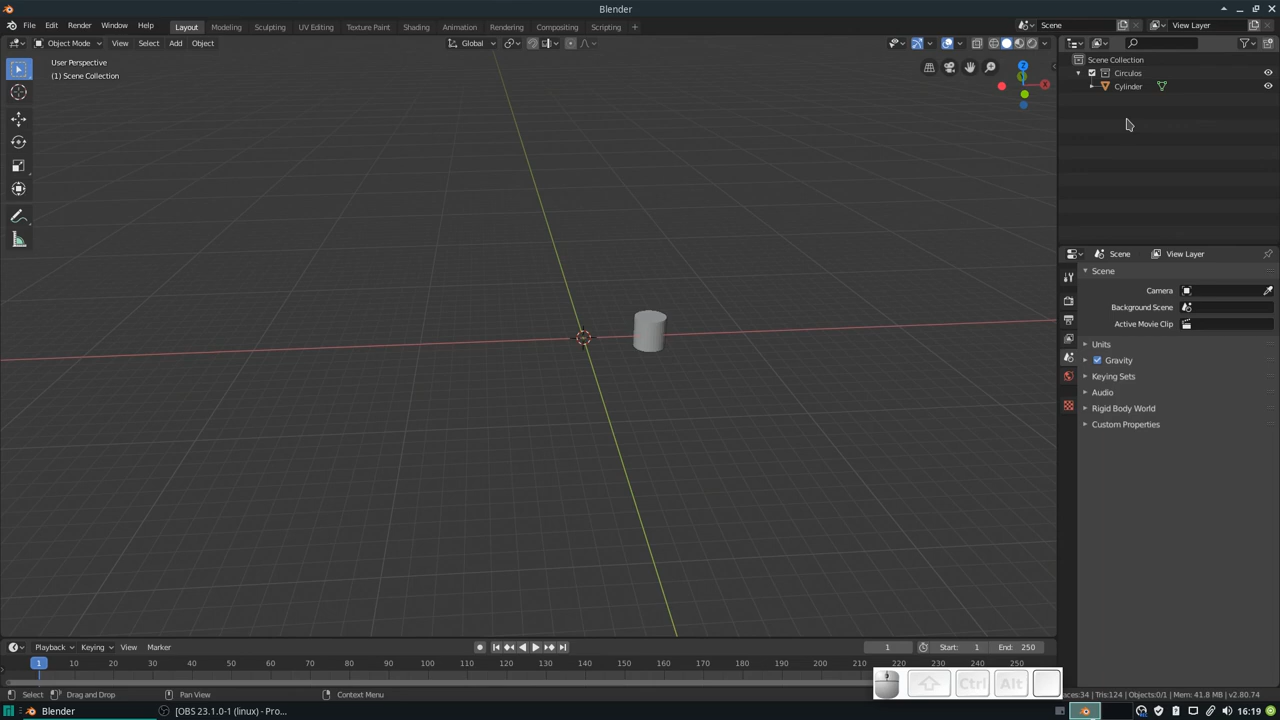 Blender
File Edit Render Window Help Layout Modeling Sculpting UV Editing Texture Paint Shading Animation Rendering Compositing Scripting + Scene View Layer
Object Mode View Select Add Object Global
User Perspective
(1) Scene Collection
Z
Scene Collection
Circulos
Cylinder
Scene View Layer
Scene
Camera
Background Scene
Active Movie Clip
Units
Gravity
Keying Sets
Audio
Rigid Body World
Custom Properties
Playback Keying View Marker 1 Start: 1 End: 250
1 10 20 30 40 50 60 70 80 90 100 110 120 130 140 150 160 170 180 190 200 210 220 230 240 250
Select Drag and Drop Pan View Context Menu Ctrl Alt aces:34 | Tris:124 | Objects:0/1 | Mem: 41.8 MB | v2.80.74
Blender [OBS 23.1.0-1 (linux) - Pro... 16:19